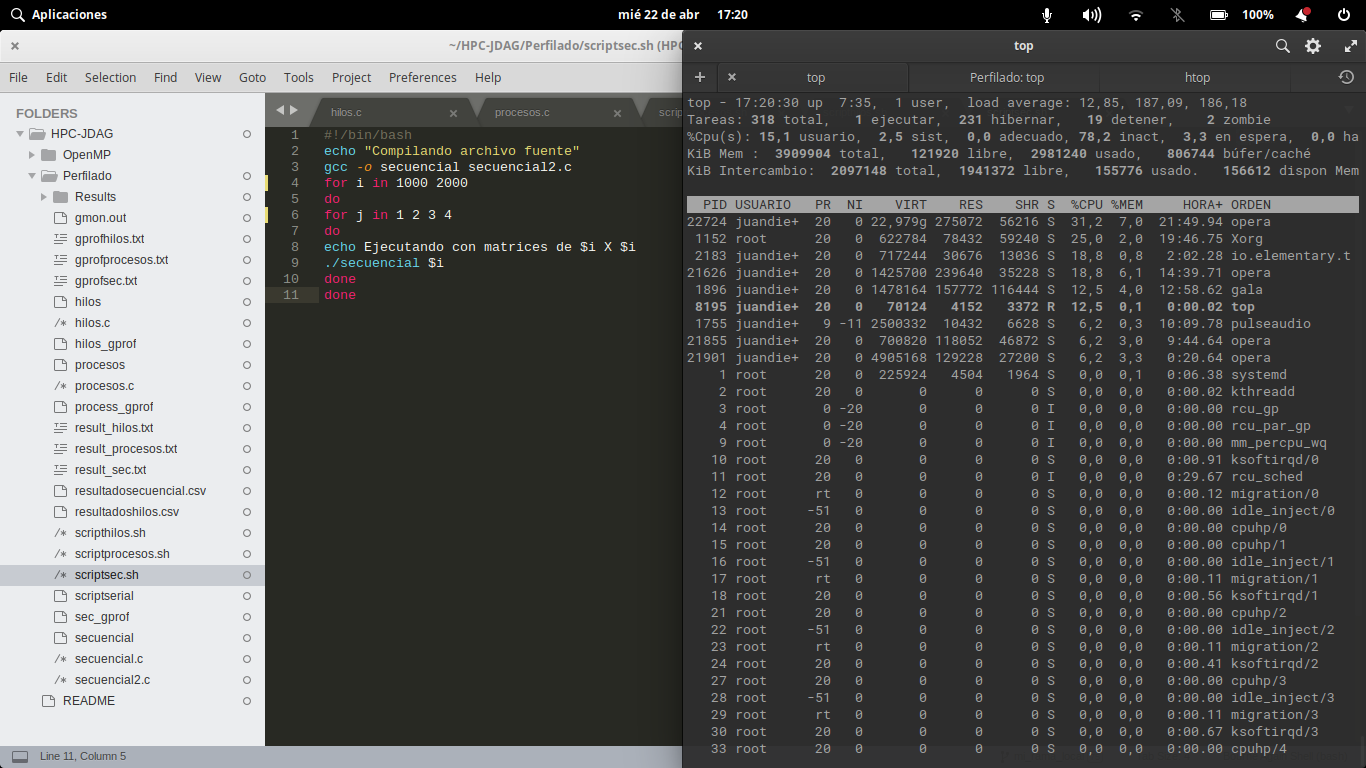 Aplicaciones
mié 22 de abr 17:20
100%
~/HPC-JDAG/Perfilado/scriptsec.sh (HPC
File Edit Selection Find View Goto Tools Project Preferences Help
FOLDERS
HPC-JDAG
OpenMP
Perfilado
Results
gmon.out
gprofhilos.txt
gprofprocesos.txt
gprofsec.txt
hilos
hilos.c
hilos_gprof
procesos
procesos.c
process_gprof
result_hilos.txt
result_procesos.txt
result_sec.txt
resultadosecuencial.csv
resultadoshilos.csv
scripthilos.sh
scriptprocesos.sh
scriptsec.sh
scriptserial
sec_gprof
secuencial
secuencial.c
secuencial2.c
README
hilos.c procesos.c scrip
1 #!/bin/bash
2 echo "Compilando archivo fuente"
3 gcc -o secuencial secuencial2.c
4 for i in 1000 2000
5 do
6 for j in 1 2 3 4
7 do
8 echo Ejecutando con matrices de $i X $i
9 ./secuencial $i
10 done
11 done
Line 11, Column 5
top
top Perfilado: top htop
top - 17:20:30 up 7:35, 1 user, load average: 12,85, 187,09, 186,18
Tareas: 318 total, 1 ejecutar, 231 hibernar, 19 detener, 2 zombie
%Cpu(s): 15,1 usuario, 2,5 sist, 0,0 adecuado, 78,2 inact, 3,3 en espera, 0,0 ha
KiB Mem : 3909904 total, 121920 libre, 2981240 usado, 806744 búfer/caché
KiB Intercambio: 2097148 total, 1941372 libre, 155776 usado. 156612 dispon Mem
PID USUARIO PR NI VIRT RES SHR S %CPU %MEM HORA+ ORDEN
22724 juandie+ 20 0 22,979g 275072 56216 S 31,2 7,0 21:49.94 opera
1152 root 20 0 622784 78432 59240 S 25,0 2,0 19:46.75 Xorg
2183 juandie+ 20 0 717244 30676 13036 S 18,8 0,8 2:02.28 io.elementary.t
21626 juandie+ 20 0 1425700 239640 35228 S 18,8 6,1 14:39.71 opera
1896 juandie+ 20 0 1478164 157772 116444 S 12,5 4,0 12:58.62 gala
8195 juandie+ 20 0 70124 4152 3372 R 12,5 0,1 0:00.02 top
1755 juandie+ 9 -11 2500332 10432 6628 S 6,2 0,3 10:09.78 pulseaudio
21855 juandie+ 20 0 700820 118052 46872 S 6,2 3,0 9:44.64 opera
21901 juandie+ 20 0 4905168 129228 27200 S 6,2 3,3 0:20.64 opera
1 root 20 0 225924 4504 1964 S 0,0 0,1 0:06.38 systemd
2 root 20 0 0 0 0 S 0,0 0,0 0:00.02 kthreadd
3 root 0 -20 0 0 0 I 0,0 0,0 0:00.00 rcu_gp
4 root 0 -20 0 0 0 I 0,0 0,0 0:00.00 rcu_par_gp
9 root 0 -20 0 0 0 I 0,0 0,0 0:00.00 mm_percpu_wq
10 root 20 0 0 0 0 S 0,0 0,0 0:00.91 ksoftirqd/0
11 root 20 0 0 0 0 I 0,0 0,0 0:29.67 rcu_sched
12 root rt 0 0 0 0 S 0,0 0,0 0:00.12 migration/0
13 root -51 0 0 0 0 S 0,0 0,0 0:00.00 idle_inject/0
14 root 20 0 0 0 0 S 0,0 0,0 0:00.00 cpuhp/0
15 root 20 0 0 0 0 S 0,0 0,0 0:00.00 cpuhp/1
16 root -51 0 0 0 0 S 0,0 0,0 0:00.00 idle_inject/1
17 root rt 0 0 0 0 S 0,0 0,0 0:00.11 migration/1
18 root 20 0 0 0 0 S 0,0 0,0 0:00.56 ksoftirqd/1
21 root 20 0 0 0 0 S 0,0 0,0 0:00.00 cpuhp/2
22 root -51 0 0 0 0 S 0,0 0,0 0:00.00 idle_inject/2
23 root rt 0 0 0 0 S 0,0 0,0 0:00.11 migration/2
24 root 20 0 0 0 0 S 0,0 0,0 0:00.41 ksoftirqd/2
27 root 20 0 0 0 0 S 0,0 0,0 0:00.00 cpuhp/3
28 root -51 0 0 0 0 S 0,0 0,0 0:00.00 idle_inject/3
29 root rt 0 0 0 0 S 0,0 0,0 0:00.11 migration/3
30 root 20 0 0 0 0 S 0,0 0,0 0:00.67 ksoftirqd/3
33 root 20 0 0 0 0 S 0,0 0,0 0:00.00 cpuhp/4